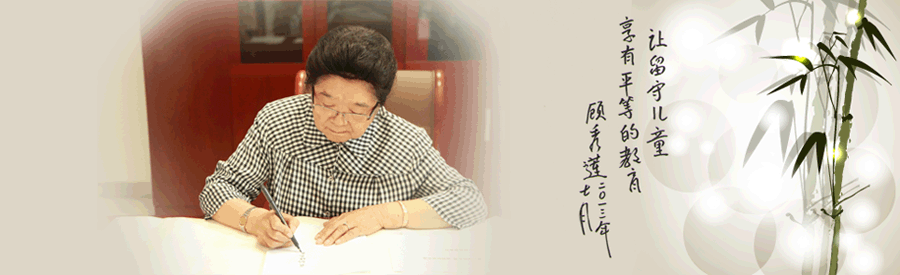 让留守儿童
享有平等的教育
顾秀莲二〇一三年
七月